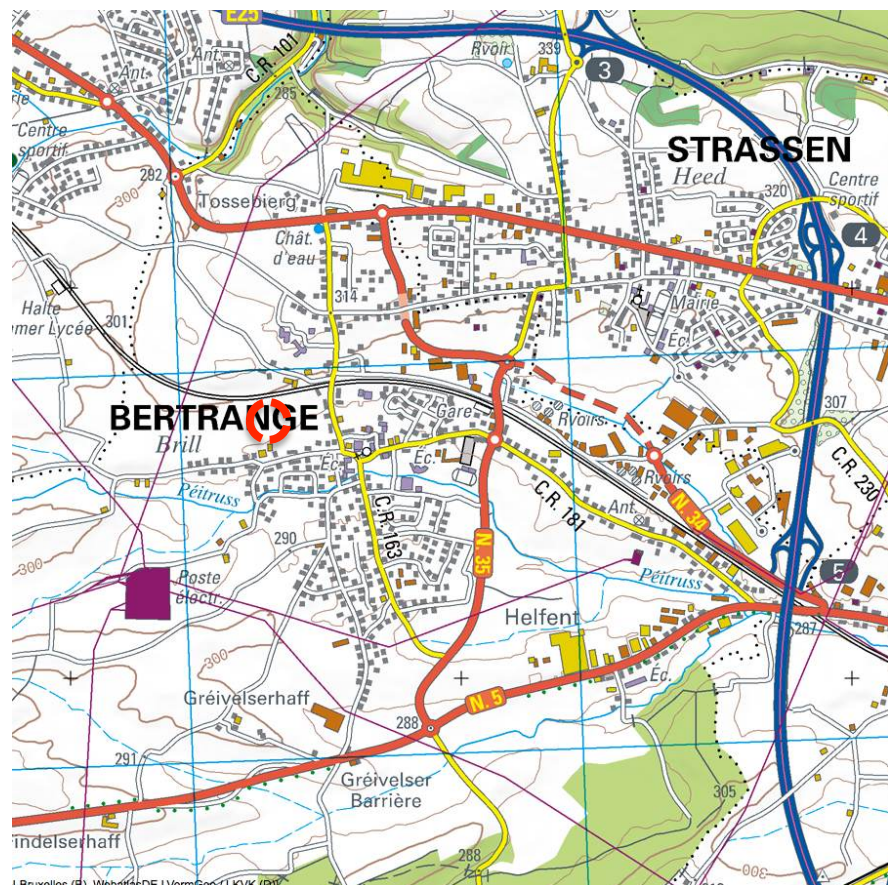 E25
C.R. 101
Ant.
Ant.
285
Rvoir
339
3
STRASSEN
Heed
320
Centre
sportif
4
Centre
sportif
292
300
Tossebierg
Chât.
d'eau
314
Mairie
Éc.
Halte
Lycée
301
307
BERTRANGE
Brill
Gare
Rvoirs
Éc.
Éc.
Rvoirs
C.R. 230
Péitruss
C.R. 163
C.R. 181
Ant.
N. 34
290
N. 35
300
Poste
électr.
Péitruss
5
Helfent
287
300
Éc.
Gréivelserhaff
N. 5
288
291
Gréivelser
Barrière
305
indelserhaff
288
300